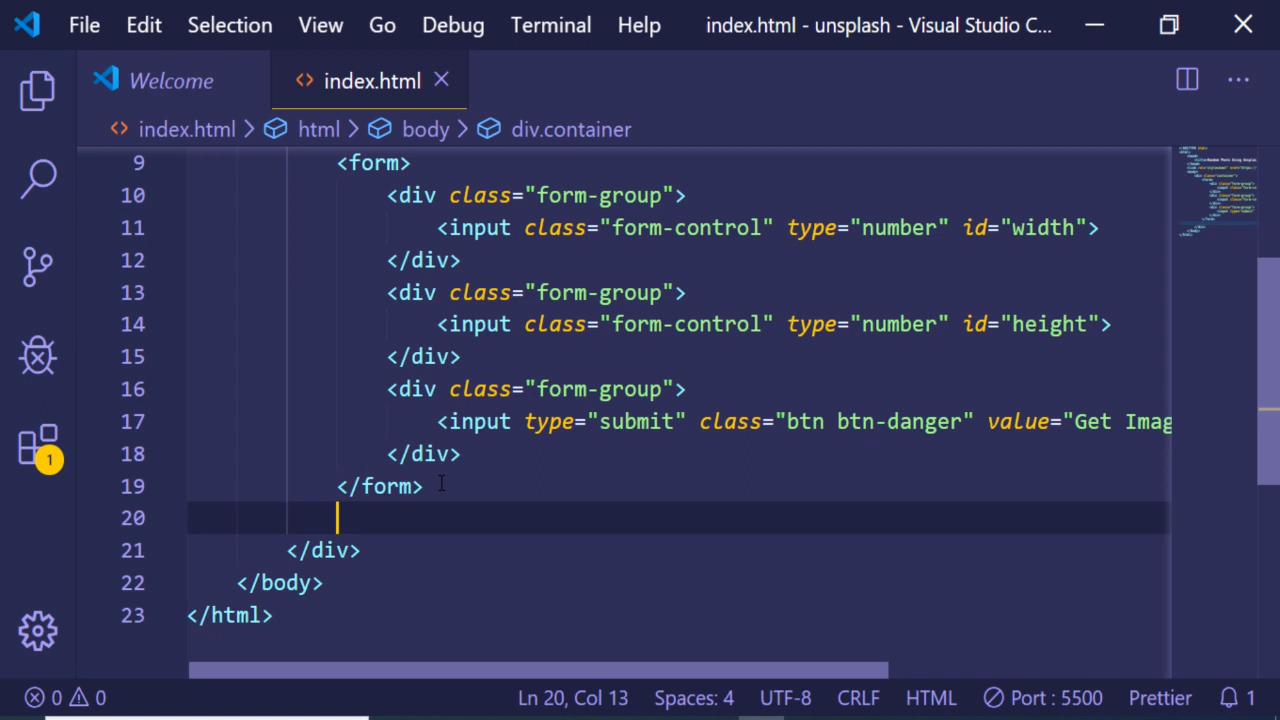 File Edit Selection View Go Debug Terminal Help index.html - unsplash - Visual Studio C...
Welcome index.html
index.html > html > body > div.container
9 <form>
10 <div class="form-group">
11 <input class="form-control" type="number" id="width">
12 </div>
13 <div class="form-group">
14 <input class="form-control" type="number" id="height">
15 </div>
16 <div class="form-group">
17 <input type="submit" class="btn btn-danger" value="Get Imag
18 </div>
19 </form>
20
21 </div>
22 </body>
23 </html>
1
0 0 Ln 20, Col 13 Spaces: 4 UTF-8 CRLF HTML Port : 5500 Prettier 1